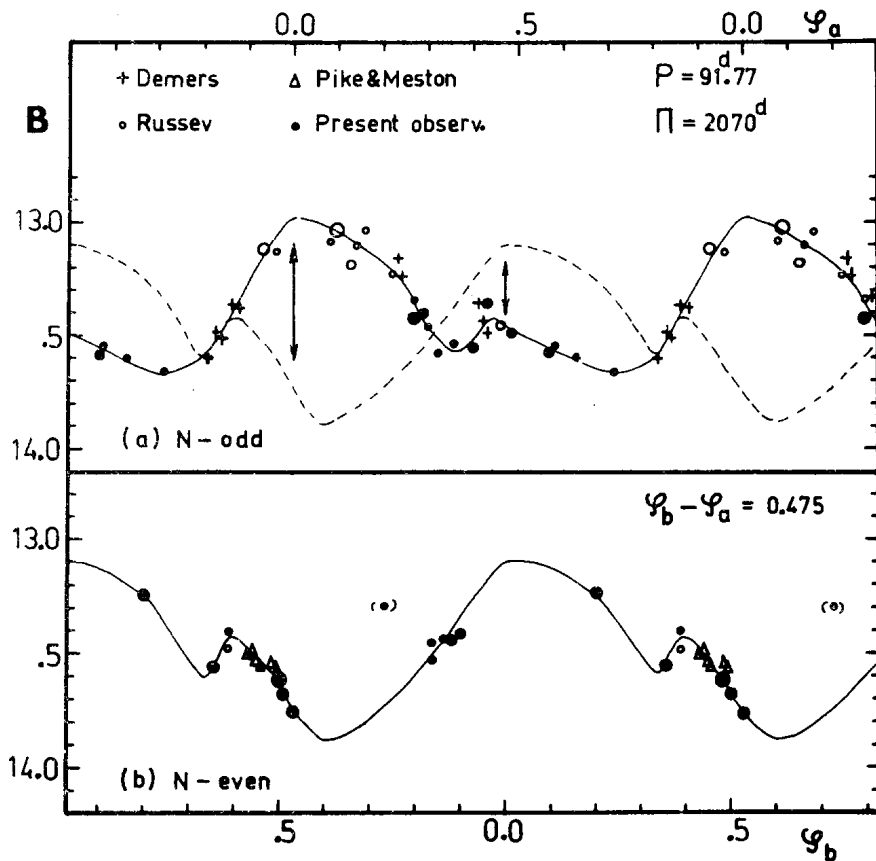 0.0 .5 0.0 φa
+ Demers △ Pike&Meston P = 91.77d
B ∘ Russev • Present observ. Π = 2070d
13.0
.5
14.0
(a) N-odd
φb - φa = 0.475
13.0
.5
14.0
(b) N-even
.5 0.0 .5 φb